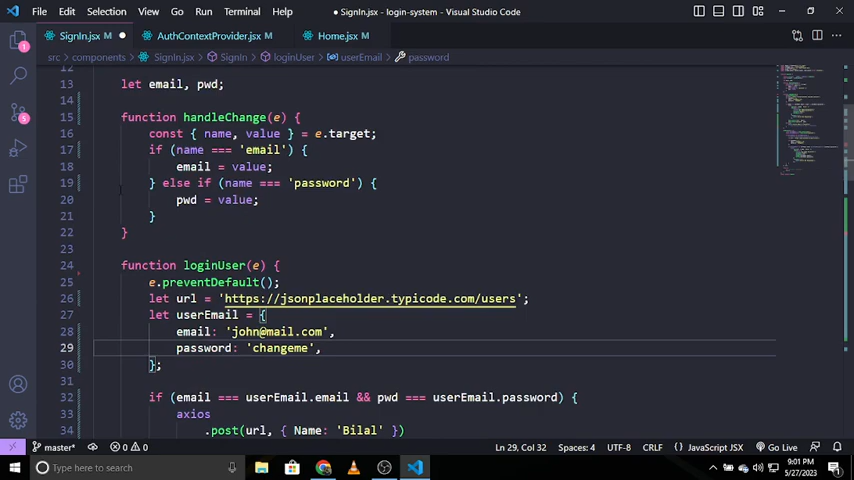 File Edit Selection View Go Run Terminal Help
● SignIn.jsx - login-system - Visual Studio Code
SignIn.jsx M ●
AuthContextProvider.jsx M
Home.jsx M
src > components > SignIn.jsx > SignIn > loginUser > userEmail > password
12
13 let email, pwd;
14
15 function handleChange(e) {
16 const { name, value } = e.target;
17 if (name === 'email') {
18 email = value;
19 } else if (name === 'password') {
20 pwd = value;
21 }
22 }
23
24 function loginUser(e) {
25 e.preventDefault();
26 let url = 'https://jsonplaceholder.typicode.com/users';
27 let userEmail = {
28 email: 'john@mail.com',
29 password: 'changeme',
30 };
31
32 if (email === userEmail.email && pwd === userEmail.password) {
33 axios
34 .post(url, { Name: 'Bilal' })
1
5
master* 0 0 Ln 29, Col 32 Spaces: 4 UTF-8 CRLF {} JavaScript JSX Go Live
Type here to search
9:01 PM
5/27/2023